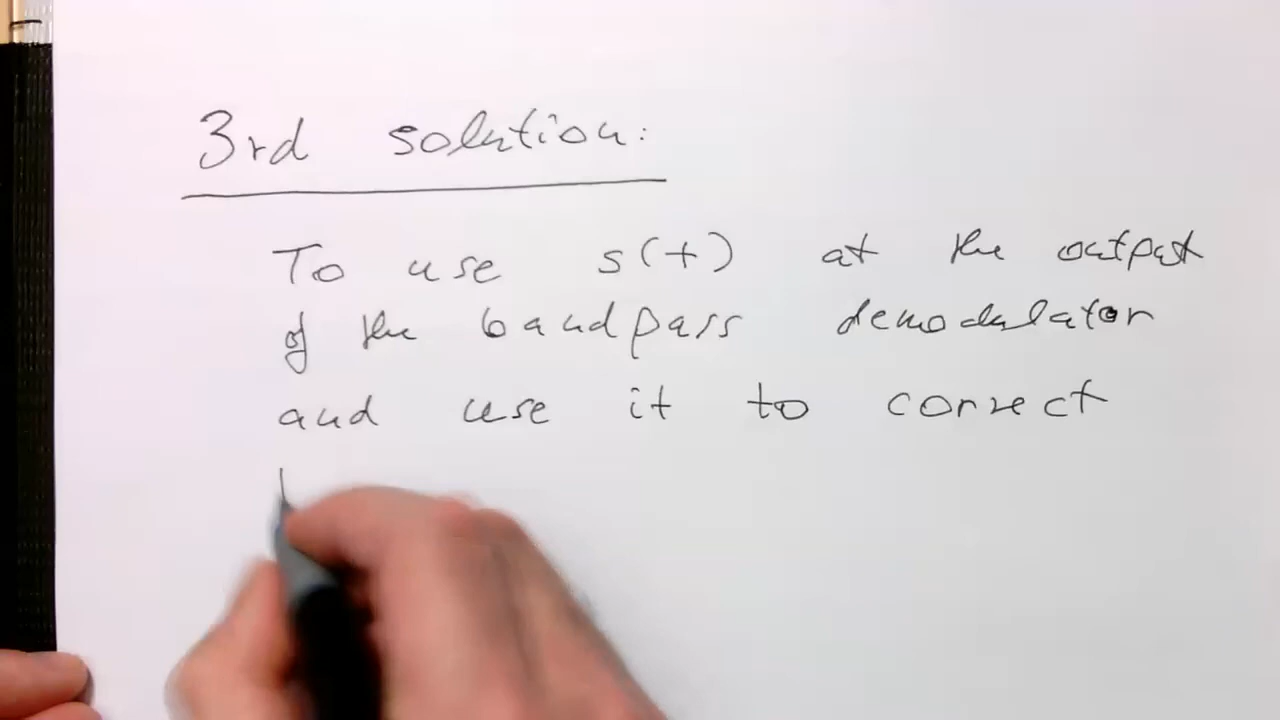 3rd solution:
To use s(t) at the output
of the bandpass demodulator
and use it to correct